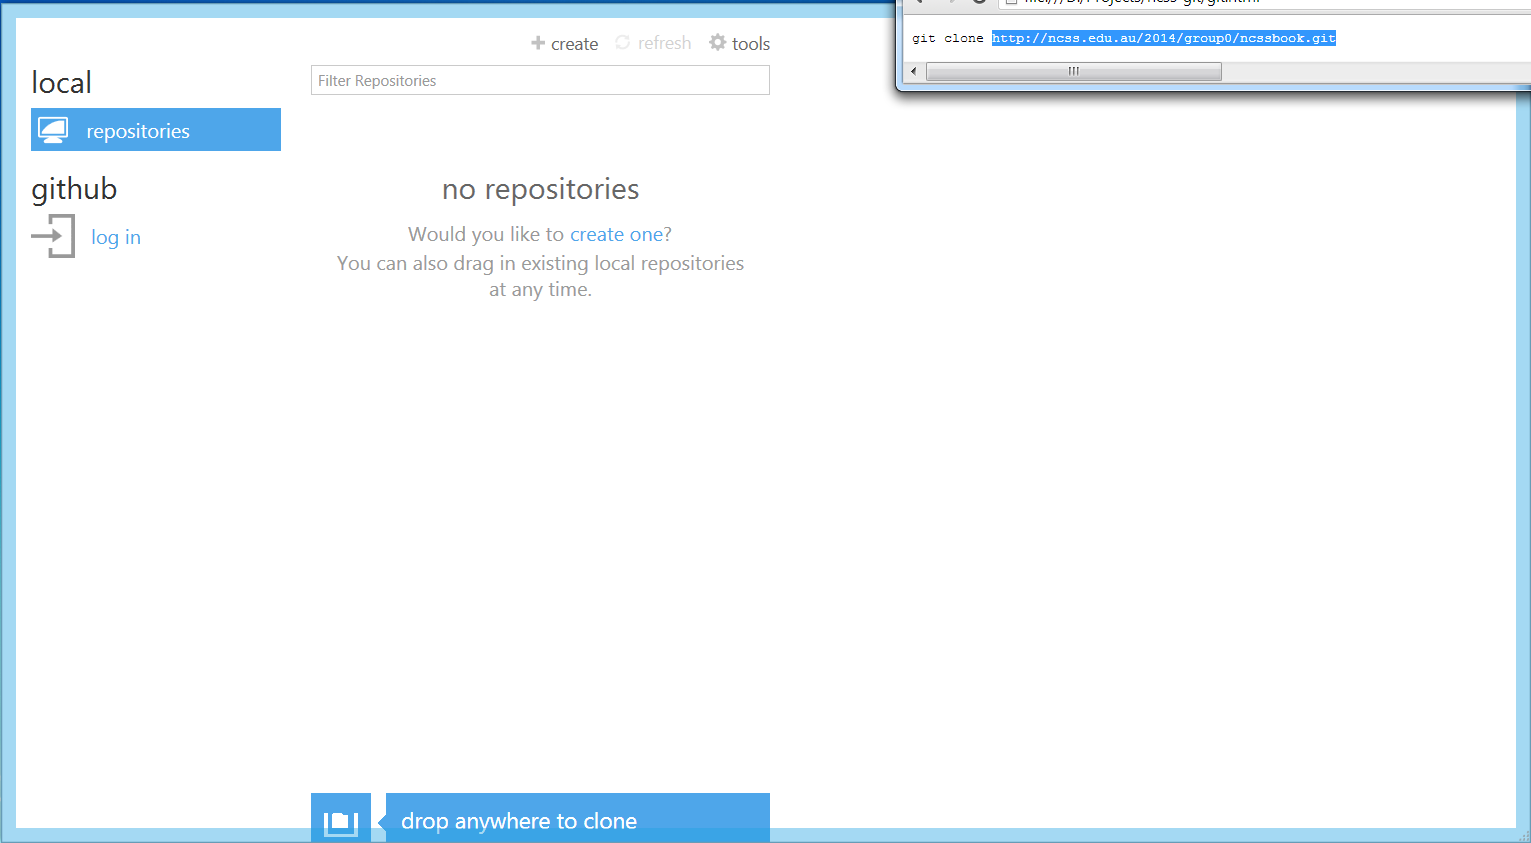 create refresh tools
local
Filter Repositories
repositories
github
log in
no repositories
Would you like to create one?
You can also drag in existing local repositories
at any time.
drop anywhere to clone
git clone http://ncss.edu.au/2014/group0/ncssbook.git